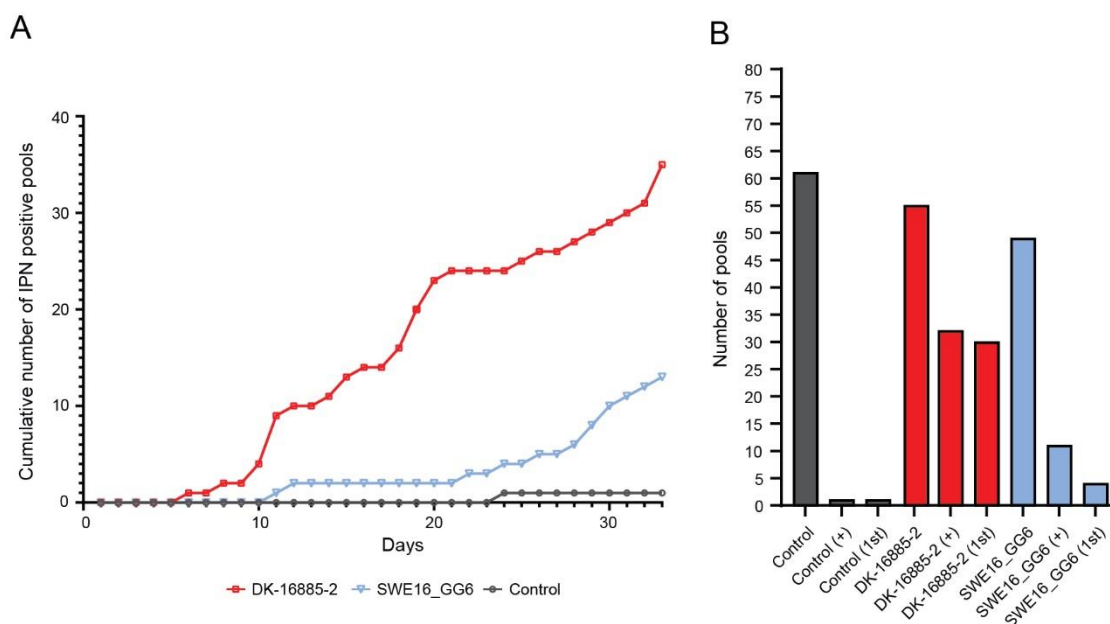 A
Cumulative number of IPN positive pools
40
30
20
10
0
0
10
20
30
Days
DK-16885-2
SWE16_GG6
Control
B
Number of pools
80
75
70
65
60
55
50
45
40
35
30
25
20
15
10
5
0
Control
Control (+)
Control (1st)
DK-16885-2
DK-16885-2 (+)
DK-16885-2 (1st)
SWE16_GG6
SWE16_GG6 (+)
SWE16_GG6 (1st)